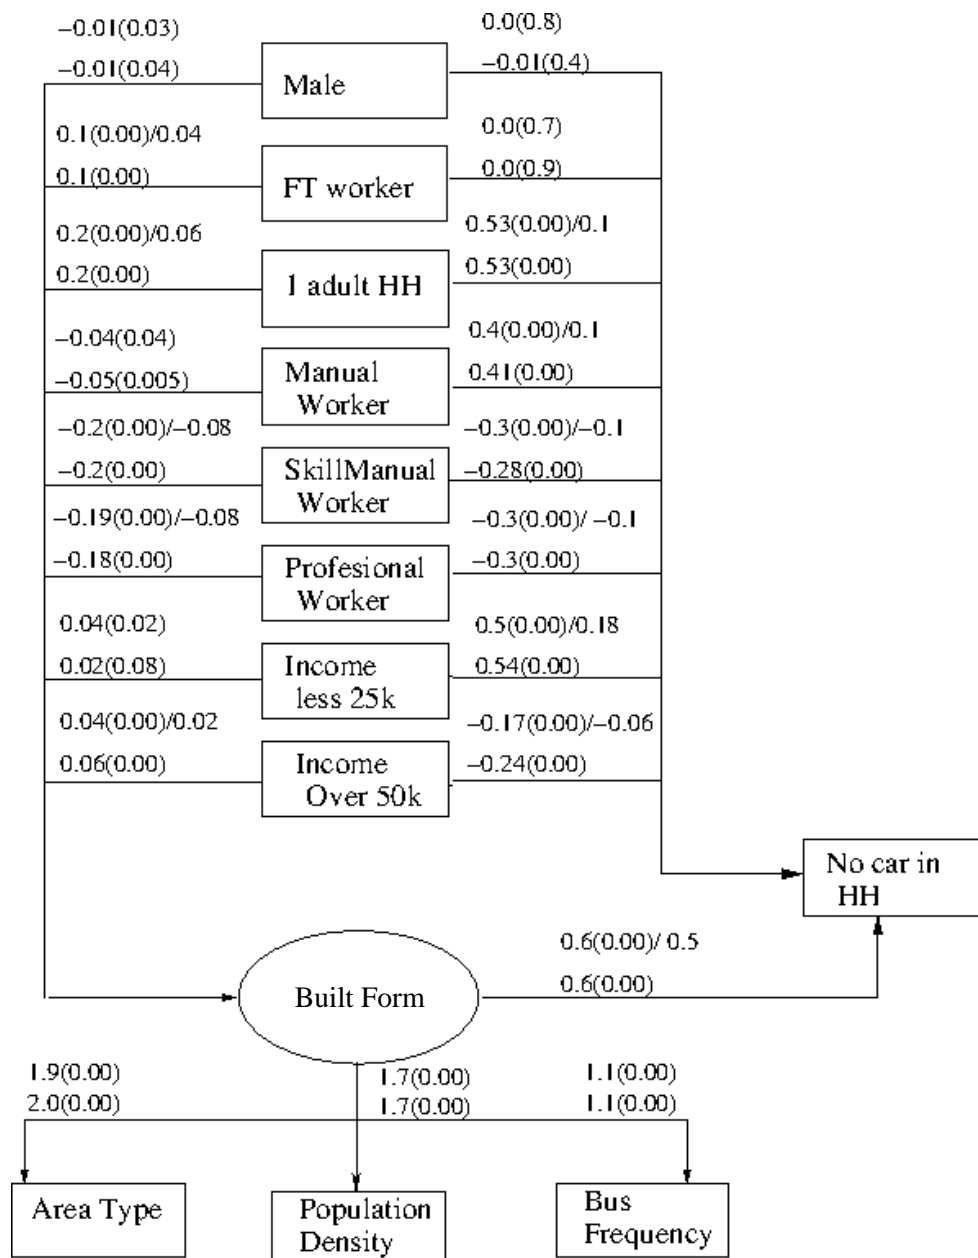 −0.01(0.03)
−0.01(0.04)
Male
0.0(0.8)
−0.01(0.4)
0.1(0.00)/0.04
0.1(0.00)
FT worker
0.0(0.7)
0.0(0.9)
0.2(0.00)/0.06
0.2(0.00)
1 adult HH
0.53(0.00)/0.1
0.53(0.00)
−0.04(0.04)
−0.05(0.005)
Manual
Worker
0.4(0.00)/0.1
0.41(0.00)
−0.2(0.00)/−0.08
−0.2(0.00)
SkillManual
Worker
−0.3(0.00)/−0.1
−0.28(0.00)
−0.19(0.00)/−0.08
−0.18(0.00)
Profesional
Worker
−0.3(0.00)/ −0.1
−0.3(0.00)
0.04(0.02)
0.02(0.08)
Income
less 25k
0.5(0.00)/0.18
0.54(0.00)
0.04(0.00)/0.02
0.06(0.00)
Income
Over 50k
−0.17(0.00)/−0.06
−0.24(0.00)
No car in
HH
Built Form
0.6(0.00)/ 0.5
0.6(0.00)
1.9(0.00)
2.0(0.00)
1.7(0.00)
1.7(0.00)
1.1(0.00)
1.1(0.00)
Area Type
Population
Density
Bus
Frequency